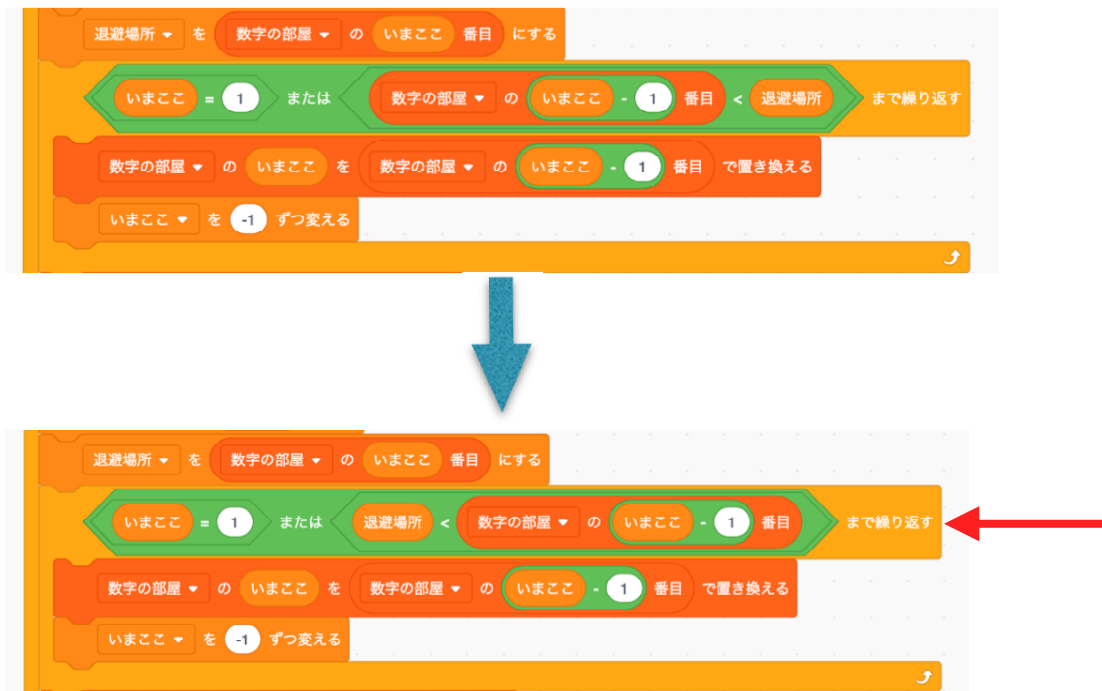 退避場所 を 数字の部屋 の いまここ 番目 にする
いまここ = 1 または 数字の部屋 の いまここ - 1 番目 < 退避場所 まで繰り返す
数字の部屋 の いまここ を 数字の部屋 の いまここ - 1 番目 で置き換える
いまここ を -1 ずつ変える
退避場所 を 数字の部屋 の いまここ 番目 にする
いまここ = 1 または 退避場所 < 数字の部屋 の いまここ - 1 番目 まで繰り返す
数字の部屋 の いまここ を 数字の部屋 の いまここ - 1 番目 で置き換える
いまここ を -1 ずつ変える